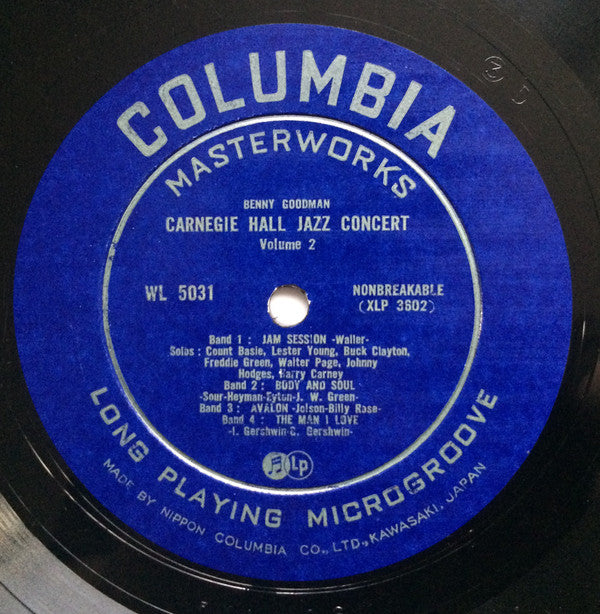 COLUMBIA
MASTERWORKS
BENNY GOODMAN
CARNEGIE HALL JAZZ CONCERT
Volume 2
WL 5031
NONBREAKABLE
(XLP 3602)
Band 1 : JAM SESSION -Waller-
Solos : Count Basie, Lester Young, Buck Clayton,
Freddie Green, Walter Page, Johnny
Hodges, Harry Carney
Band 2 : BODY AND SOUL
-Sour-Heyman-Eyton-J. W. Green-
Band 3 : AVALON -Jolson-Billy Rase-
Band 4 : THE MAN I LOVE
-I. Gershwin-G. Gershwin-
Lp
LONG PLAYING MICROGROOVE
MADE BY NIPPON COLUMBIA CO., LTD., KAWASAKI, JAPAN